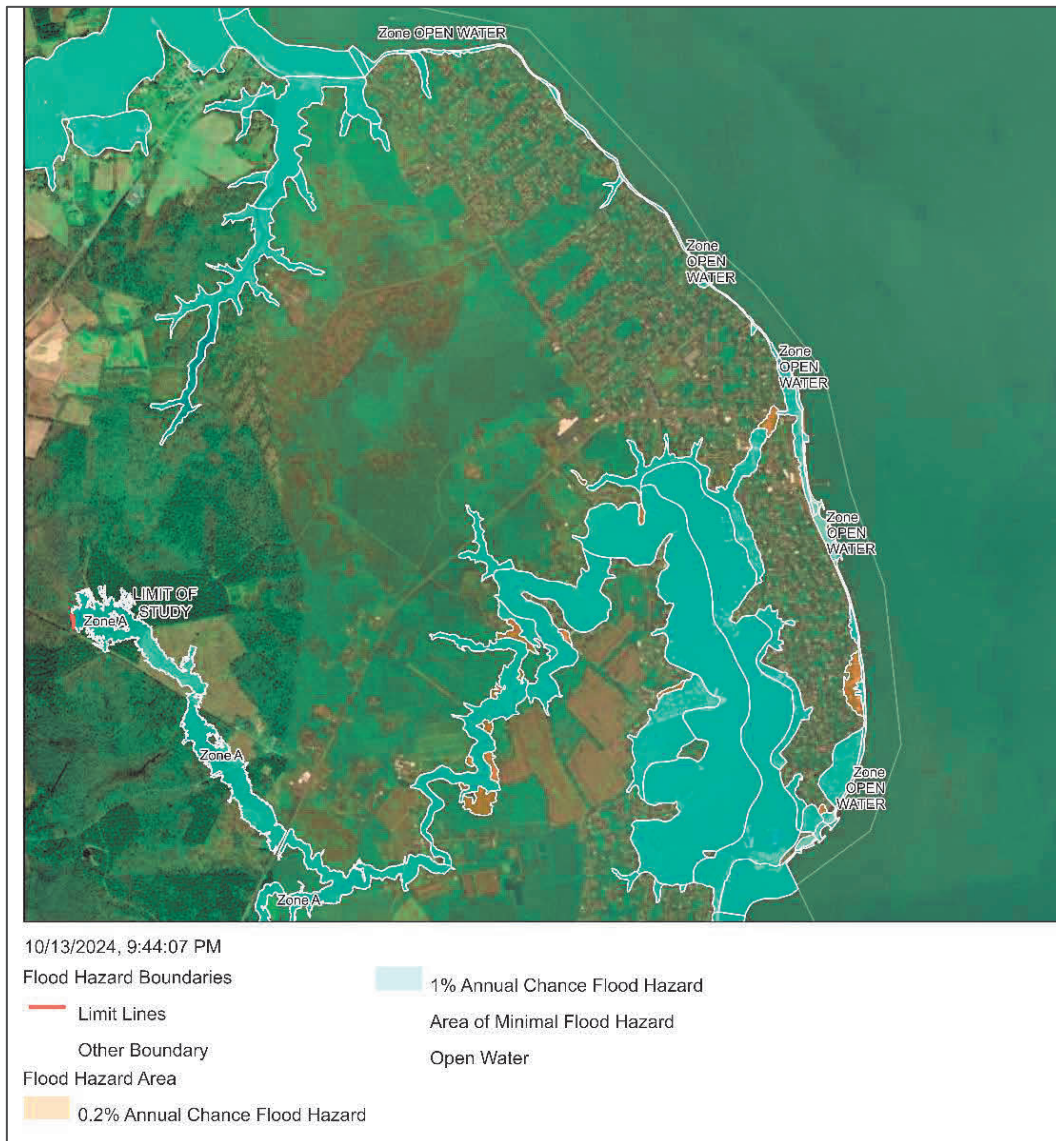 Zone OPEN WATER
Zone
OPEN
WATER
Zone
OPEN
WATER
Zone
OPEN
WATER
LIMIT OF
STUDY
Zone A
Zone A
Zone
OPEN
WATER
Zone A
10/13/2024, 9:44:07 PM
Flood Hazard Boundaries
Limit Lines
Other Boundary
Flood Hazard Area
0.2% Annual Chance Flood Hazard
1% Annual Chance Flood Hazard
Area of Minimal Flood Hazard
Open Water